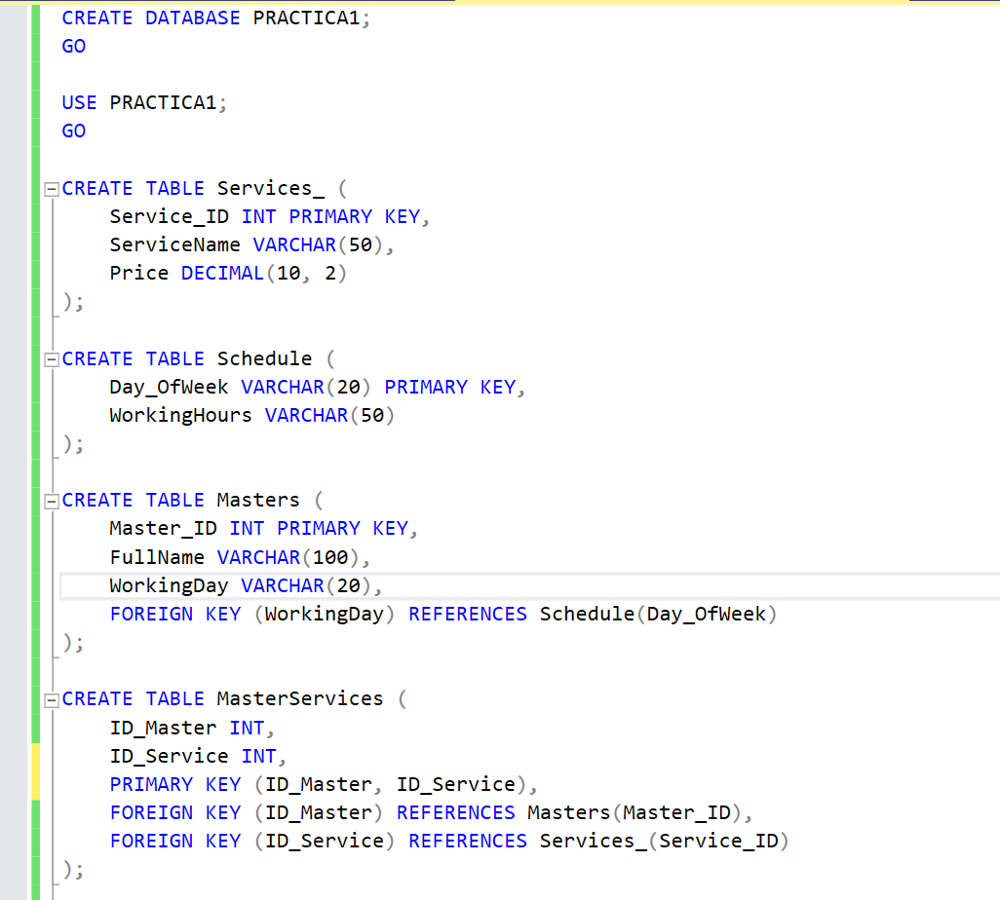 CREATE DATABASE PRACTICA1;
GO
USE PRACTICA1;
GO
CREATE TABLE Services_ (
Service_ID INT PRIMARY KEY,
ServiceName VARCHAR(50),
Price DECIMAL(10, 2)
);
CREATE TABLE Schedule (
Day_OfWeek VARCHAR(20) PRIMARY KEY,
WorkingHours VARCHAR(50)
);
CREATE TABLE Masters (
Master_ID INT PRIMARY KEY,
FullName VARCHAR(100),
WorkingDay VARCHAR(20),
FOREIGN KEY (WorkingDay) REFERENCES Schedule(Day_OfWeek)
);
CREATE TABLE MasterServices (
ID_Master INT,
ID_Service INT,
PRIMARY KEY (ID_Master, ID_Service),
FOREIGN KEY (ID_Master) REFERENCES Masters(Master_ID),
FOREIGN KEY (ID_Service) REFERENCES Services_(Service_ID)
);